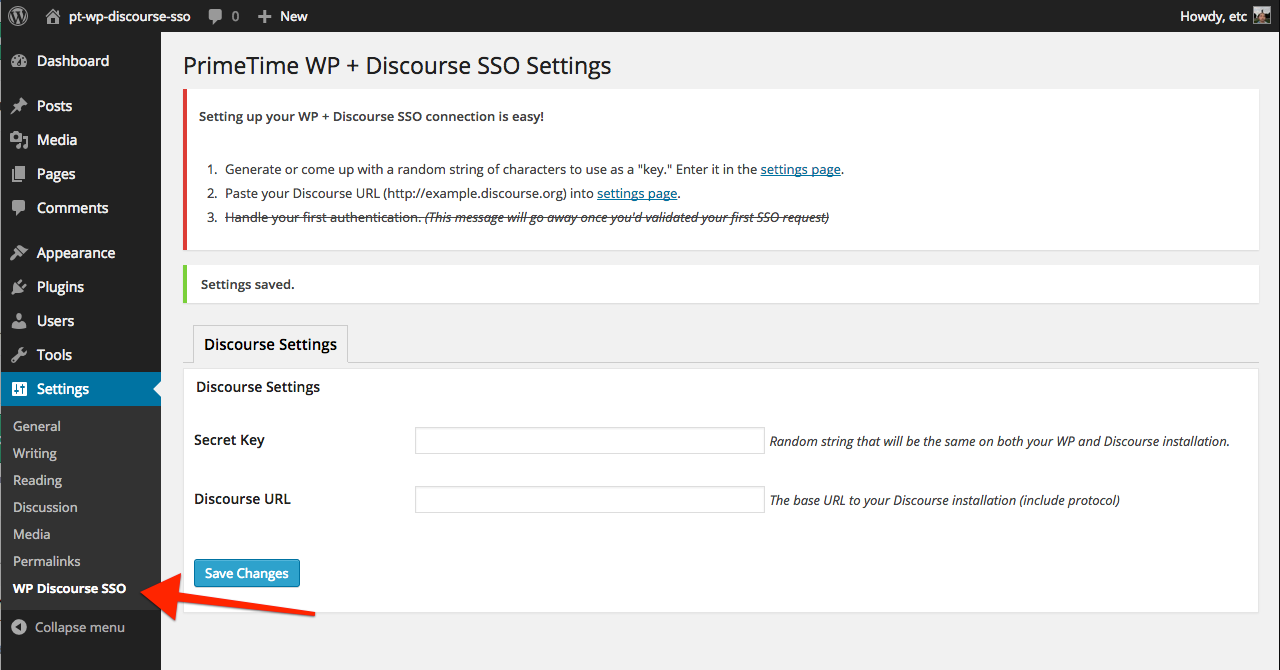 pt-wp-discourse-sso 0 New Howdy, etc
Dashboard
Posts
Media
Pages
Comments
Appearance
Plugins
Users
Tools
Settings
General
Writing
Reading
Discussion
Media
Permalinks
WP Discourse SSO
Collapse menu
PrimeTime WP + Discourse SSO Settings
Setting up your WP + Discourse SSO connection is easy!
1. Generate or come up with a random string of characters to use as a "key." Enter it in the settings page.
2. Paste your Discourse URL (http://example.discourse.org) into settings page.
3. Handle your first authentication. (This message will go away once you'd validated your first SSO request)
Settings saved.
Discourse Settings
Discourse Settings
Secret Key Random string that will be the same on both your WP and Discourse installation.
Discourse URL The base URL to your Discourse installation (include protocol)
Save Changes